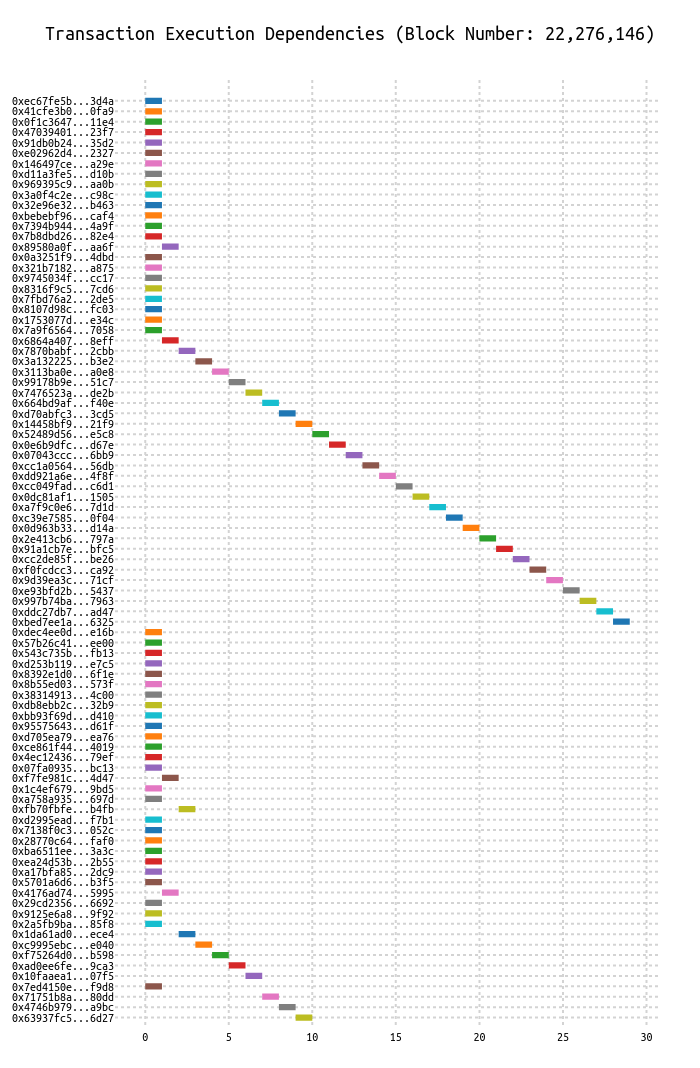 Transaction Execution Dependencies (Block Number: 22,276,146)
0xec67fe5b...3d4a
0x41cfe3b0...0fa9
0x0f1c3647...11e4
0x47039401...23f7
0x91db0b24...35d2
0xe02962d4...2327
0x146497ce...a29e
0xd11a3fe5...d10b
0x969395c9...aa0b
0x3a0f4c2e...c98c
0x32e96e32...b463
0xbebebf96...caf4
0x7394b944...4a9f
0x7b8dbd26...82e4
0x89580a0f...aa6f
0x0a3251f9...4dbd
0x321b7182...a875
0x9745034f...cc17
0x8316f9c5...7cd6
0x7fbd76a2...2de5
0x8107d98c...fc03
0x1753077d...e34c
0x7a9f6564...7058
0x6864a407...8eff
0x7870babf...2cbb
0x3a132225...b3e2
0x3113ba0e...a0e8
0x99178b9e...51c7
0x7476523a...de2b
0x664bd9af...f40e
0xd70abfc3...3cd5
0x14458bf9...21f9
0x52489d56...e5c8
0x0e6b9dfc...d67e
0x07043ccc...6bb9
0xcc1a0564...56db
0xdd921a6e...4f8f
0xcc049fad...c6d1
0x0dc81af1...1505
0xa7f9c0e6...7d1d
0xc39e7585...0f04
0x0d963b33...d14a
0x2e413cb6...797a
0x91a1cb7e...bfc5
0xcc2de85f...be26
0xf0fcdcc3...ca92
0x9d39ea3c...71cf
0xe93bfd2b...5437
0x997b74ba...7963
0xddc27db7...ad47
0xbed7ee1a...6325
0xdec4ee0d...e16b
0x57b26c41...ee00
0x543c735b...fb13
0xd253b119...e7c5
0x8392e1d0...6f1e
0x8b55ed03...573f
0x38314913...4c00
0xdb8ebb2c...32b9
0xbb93f69d...d410
0x95575643...d61f
0xd705ea79...ea76
0xce861f44...4019
0x4ec12436...79ef
0x07fa0935...bc13
0xf7fe981c...4d47
0x1c4ef679...9bd5
0xa758a935...697d
0xfb70fbfe...b4fb
0xd2995ead...f7b1
0x7138f0c3...052c
0x28770c64...faf0
0xba6511ee...3a3c
0xea24d53b...2b55
0xa17bfa85...2dc9
0x5701a6d6...b3f5
0x4176ad74...5995
0x29cd2356...6692
0x9125e6a8...9f92
0x2a5fb9ba...85f8
0x1da61ad0...ece4
0xc9995ebc...e040
0xf75264d0...b598
0xad0ee6fe...9ca3
0x10faaea1...07f5
0x7ed4150e...f9d8
0x71751b8a...80dd
0x4746b979...a9bc
0x63937fc5...6d27
0 5 10 15 20 25 30